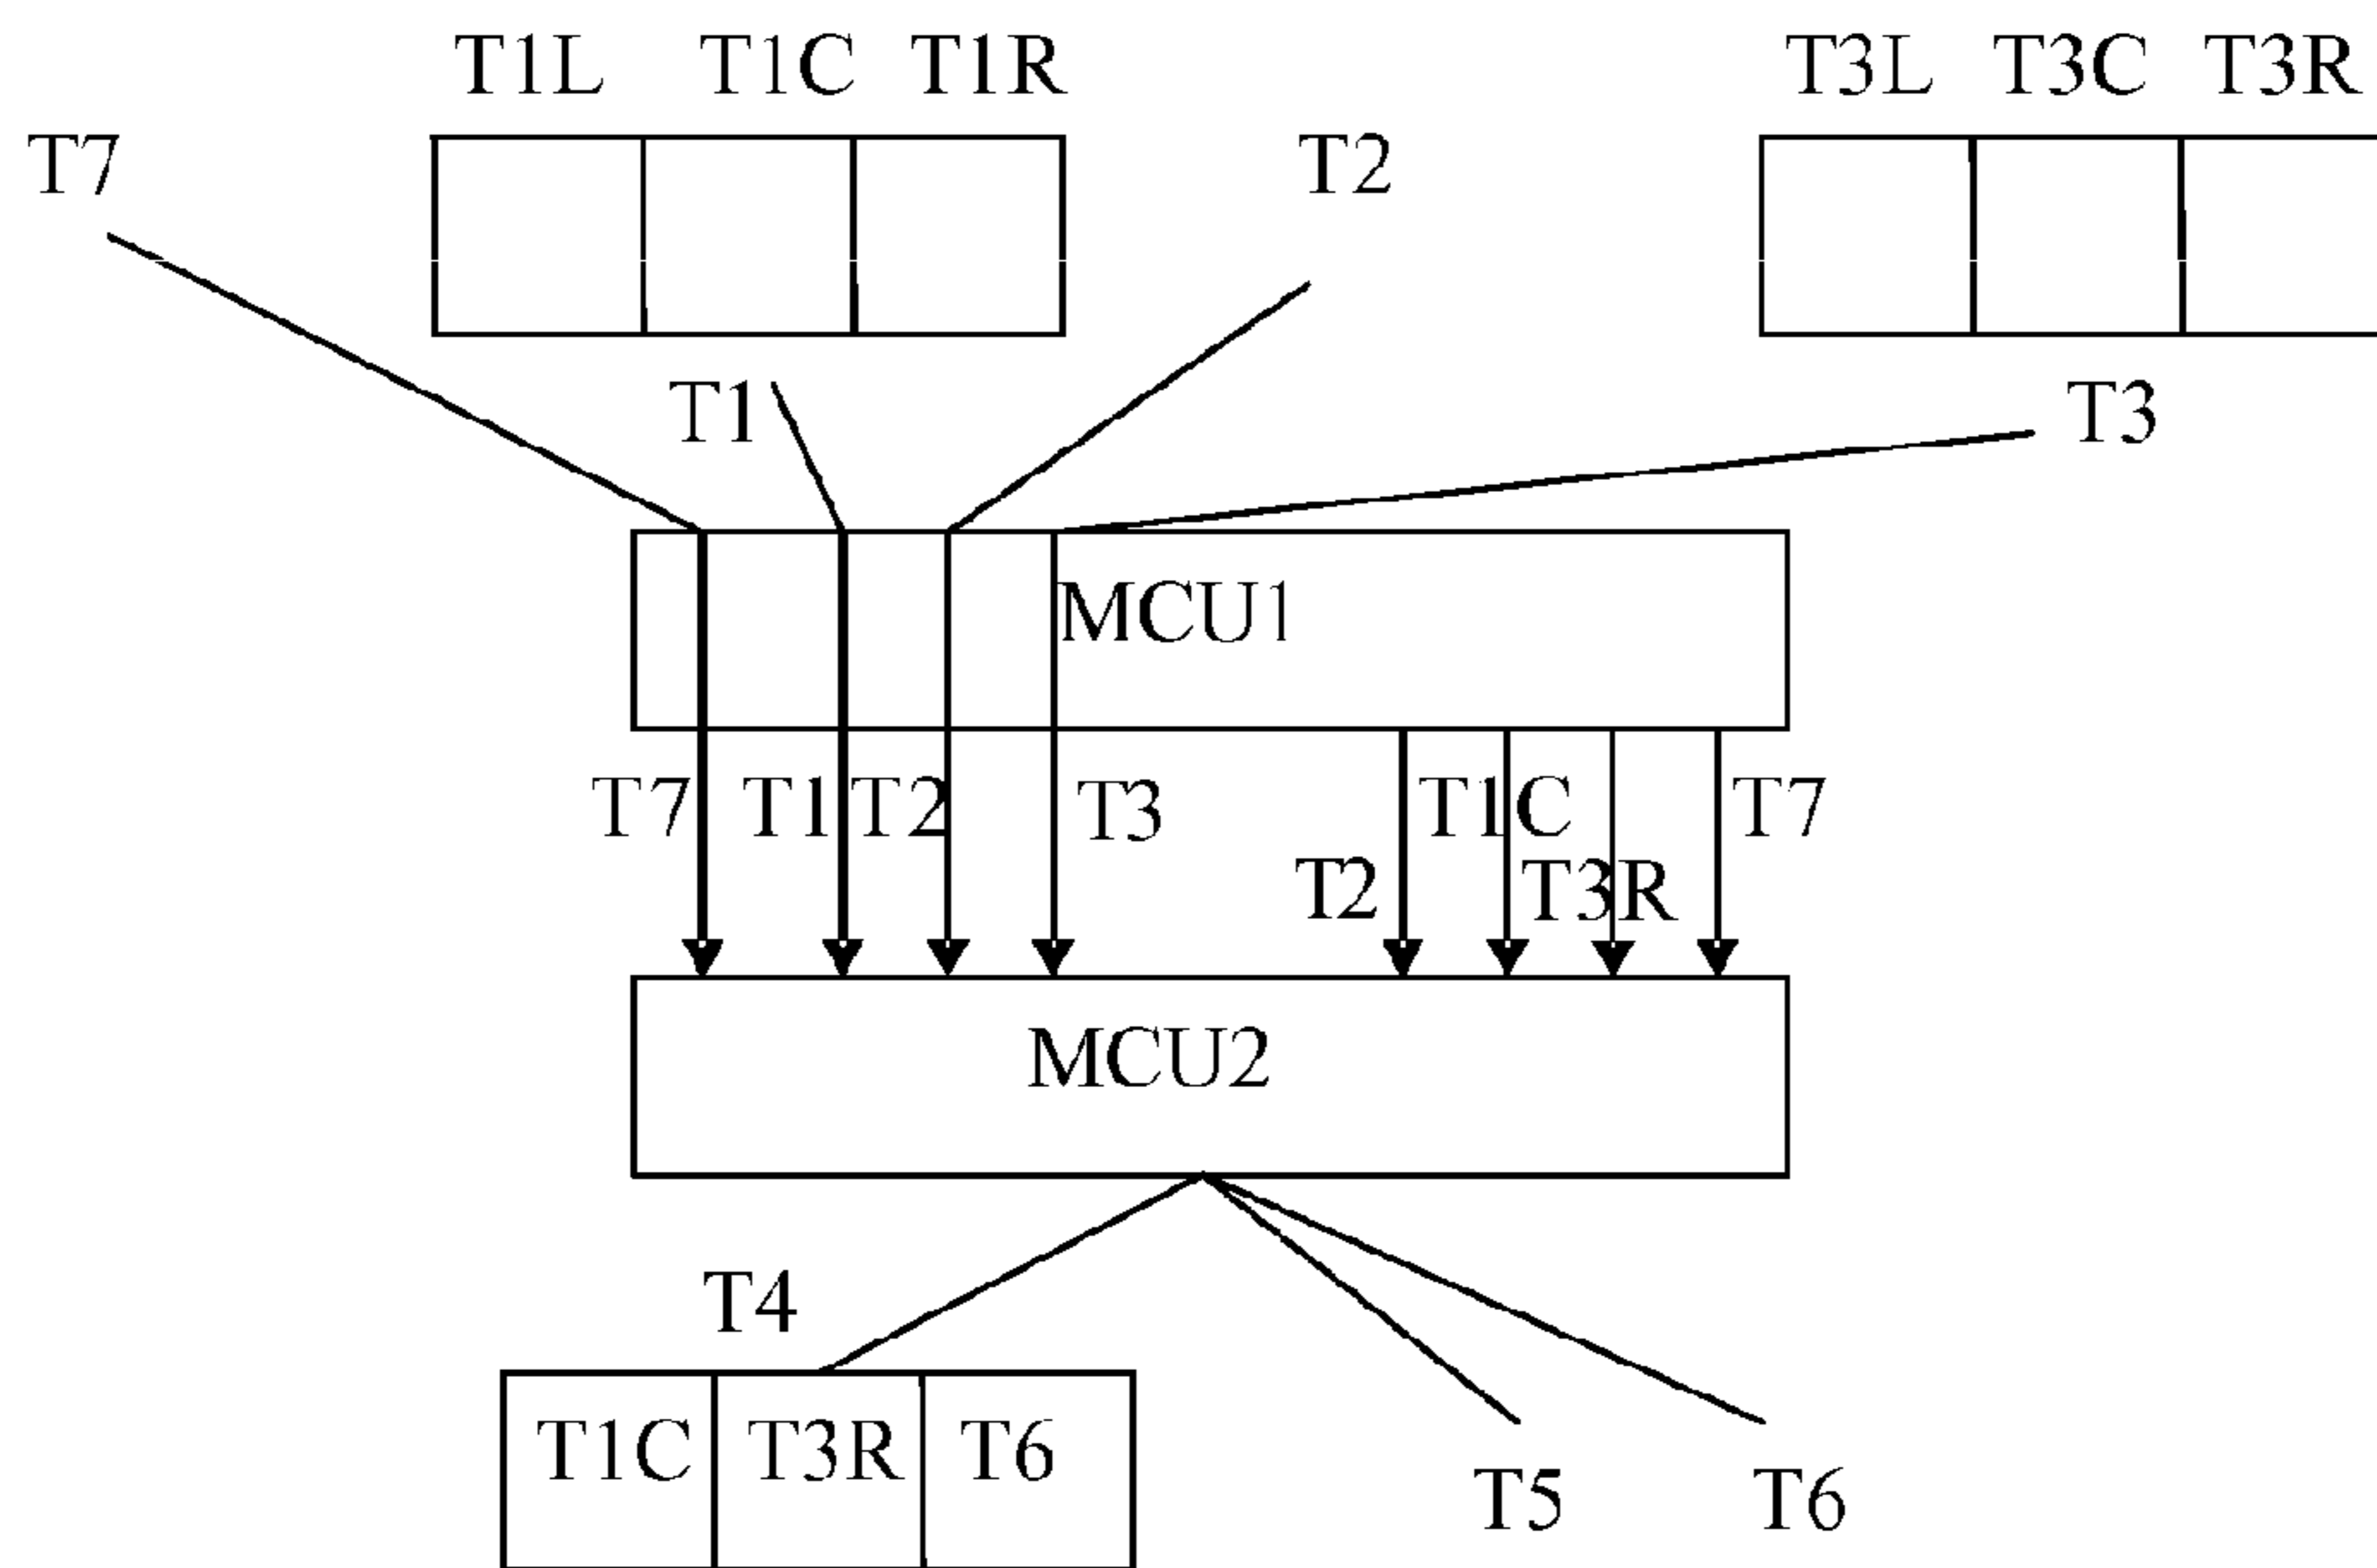 T1L T1C T1R T3L T3C T3R
T7 T2
T1 T3
MCU1
T7 T1 T2 T3 T1C T7
T2 T3R
MCU2
T4
T1C T3R T6
T5 T6